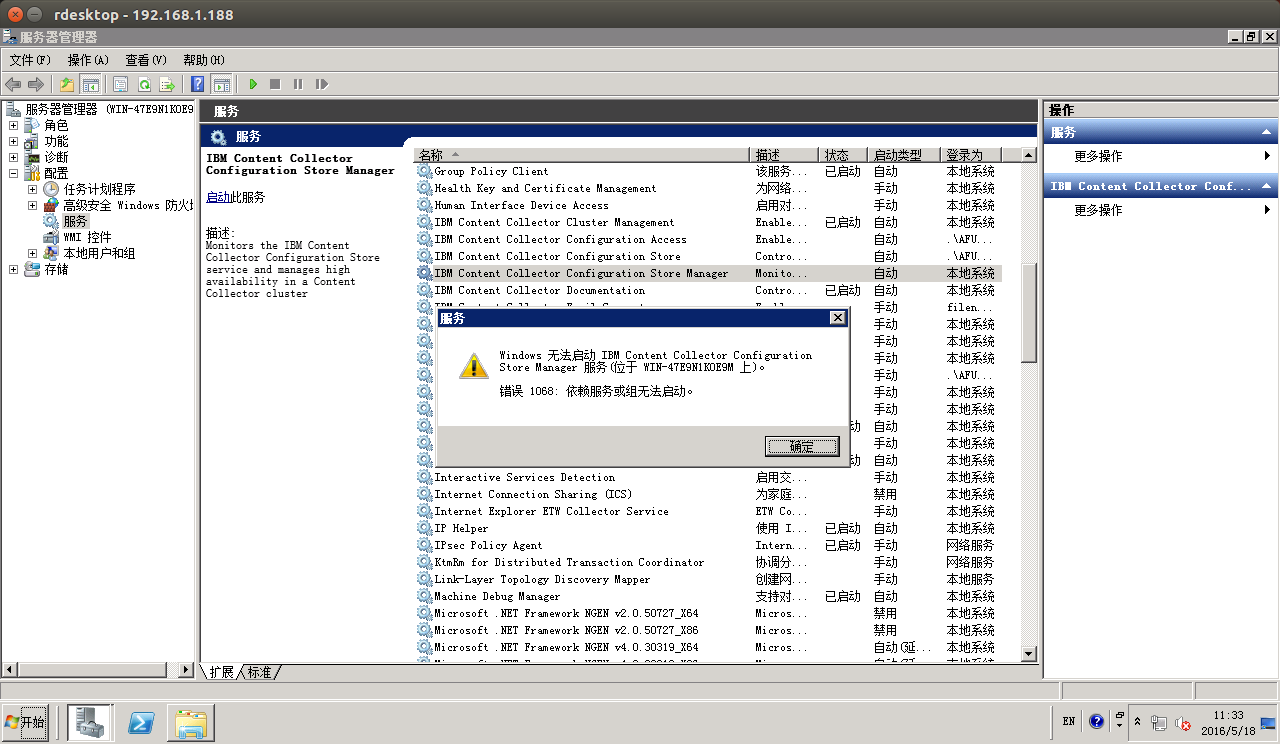 rdesktop - 192.168.1.188
服务器管理器
文件(F) 操作(A) 查看(V) 帮助(H)
服务器管理器 (WIN-47E9N1KOE9
角色
功能
诊断
配置
任务计划程序
高级安全 Windows 防火
服务
WMI 控件
本地用户和组
存储
服务
服务
IBM Content Collector
Configuration Store Manager
启动此服务
描述:
Monitors the IBM Content
Collector Configuration Store
service and manages high
availability in a Content
Collector cluster
名称 描述 状态 启动类型 登录为
Group Policy Client 该服务... 已启动 自动 本地系统
Health Key and Certificate Management 为网络... 手动 本地系统
Human Interface Device Access 启用对... 手动 本地系统
IBM Content Collector Cluster Management Enable... 已启动 自动 本地系统
IBM Content Collector Configuration Access Enable... 自动 .\AFU...
IBM Content Collector Configuration Store Contro... 自动 .\AFU...
IBM Content Collector Configuration Store Manager Monito... 自动 本地系统
IBM Content Collector Documentation Contro... 已启动 自动 本地系统
自动 filen...
手动 本地系统
手动 本地系统
手动 本地系统
手动 .\AFU...
手动 本地系统
手动 本地系统
动 自动 本地系统
手动 本地系统
动 自动 本地系统
Interactive Services Detection 启用交... 手动 本地系统
Internet Connection Sharing (ICS) 为家庭... 禁用 本地系统
Internet Explorer ETW Collector Service ETW Co... 手动 本地系统
IP Helper 使用 I... 已启动 自动 本地系统
IPsec Policy Agent Intern... 已启动 手动 网络服务
KtmRm for Distributed Transaction Coordinator 协调分... 手动 网络服务
Link-Layer Topology Discovery Mapper 创建网... 手动 本地服务
Machine Debug Manager 支持对... 已启动 自动 本地系统
Microsoft .NET Framework NGEN v2.0.50727_X64 Micros... 禁用 本地系统
Microsoft .NET Framework NGEN v2.0.50727_X86 Micros... 禁用 本地系统
Microsoft .NET Framework NGEN v4.0.30319_X64 Micros... 自动(延... 本地系统
服务
Windows 无法启动 IBM Content Collector Configuration
Store Manager 服务(位于 WIN-47E9N1KOE9M 上)。
错误 1068: 依赖服务或组无法启动。
确定
扩展 标准
操作
服务
更多操作
IBM Content Collector Conf...
更多操作
开始
EN
11:33
2016/5/18